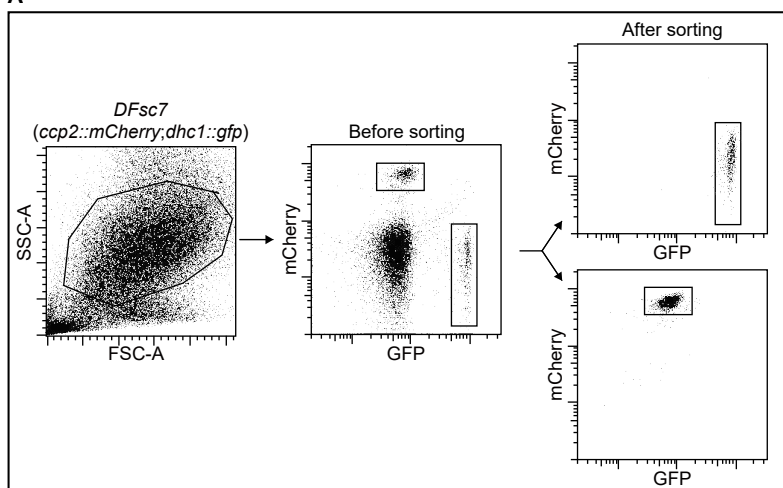 A
DFsc7
(ccp2::mCherry;dhc1::gfp)
SSC-A
FSC-A
Before sorting
mCherry
GFP
After sorting
mCherry
GFP
mCherry
GFP